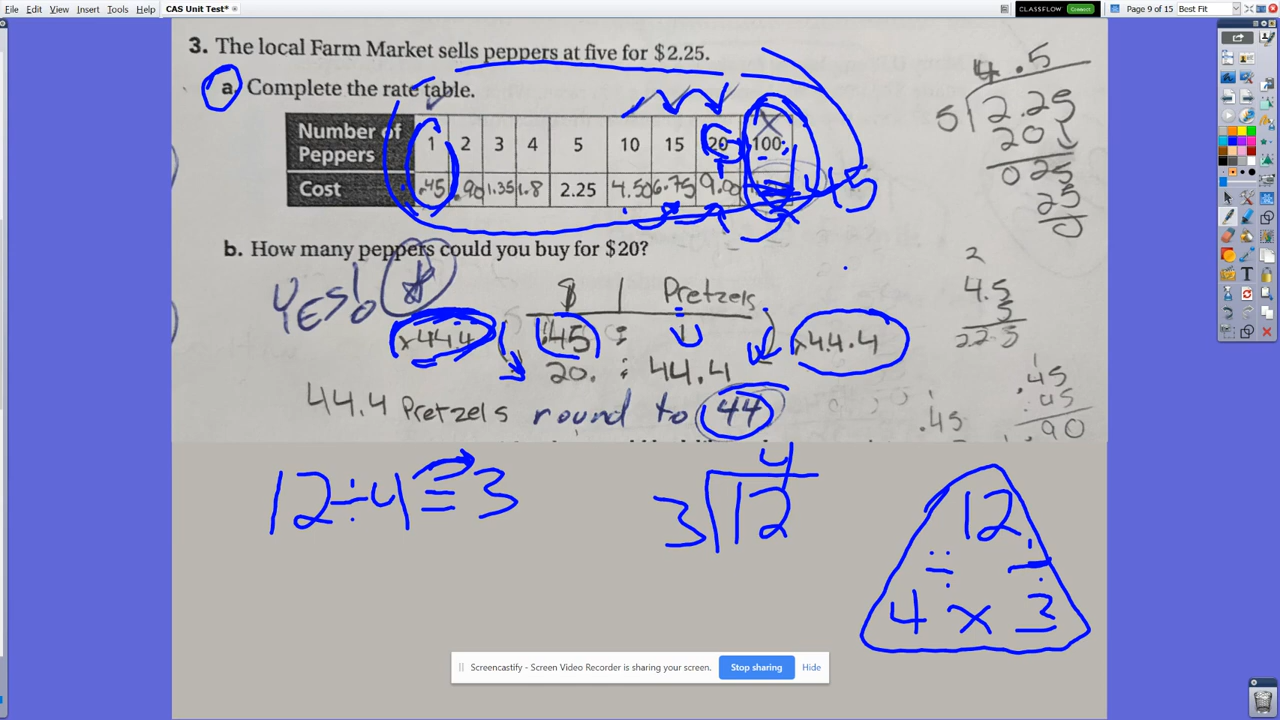 File Edit View Insert Tools Help CLASSFLOW Connect Page 9 of 15 Best Fit
CAS Unit Test*
3. The local Farm Market sells peppers at five for $2.25.
a. Complete the rate table.
Number of Peppers 1 2 3 4 5 10 15 20 100
Cost .45 .90 1.35 1.8 2.25 4.50 6.75 9.00
45
4.5
5 2.25
20
025
25
0
b. How many peppers could you buy for $20?
YES!
$ Pretzels
×44.4 .45 : ×44.4
20. : 44.4
44.4 Pretzels round to 44
2
4.5
5
22.5
1
.45
.45
.90
.45
12÷4=3
4
3 12
12
÷ ÷
4 x 3
Screencastify - Screen Video Recorder is sharing your screen. Stop sharing Hide